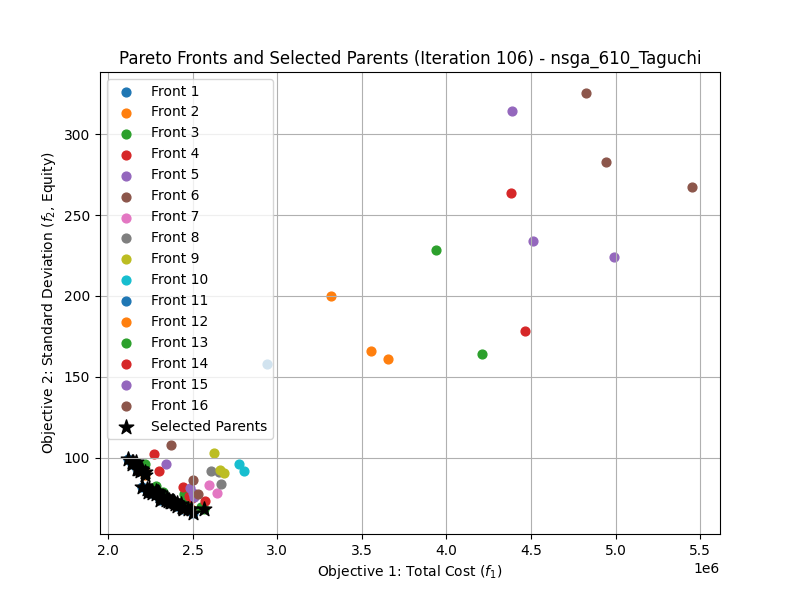 Pareto Fronts and Selected Parents (Iteration 106) - nsga_610_Taguchi
Objective 2: Standard Deviation (f₂, Equity)
300
250
200
150
100
Front 1
Front 2
Front 3
Front 4
Front 5
Front 6
Front 7
Front 8
Front 9
Front 10
Front 11
Front 12
Front 13
Front 14
Front 15
Front 16
Selected Parents
2.0 2.5 3.0 3.5 4.0 4.5 5.0 5.5
1e6
Objective 1: Total Cost (f₁)